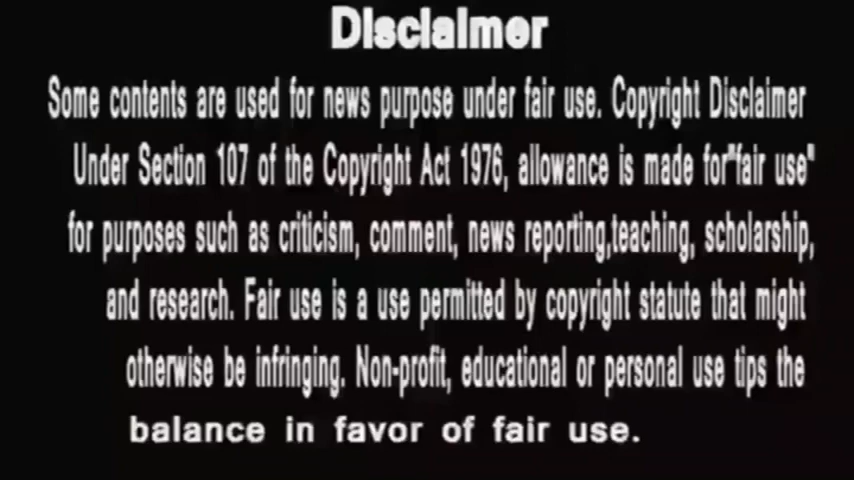 Disclaimer
Some contents are used for news purpose under fair use. Copyright Disclaimer
Under Section 107 of the Copyright Act 1976, allowance is made for"fair use"
for purposes such as criticism, comment, news reporting,teaching, scholarship,
and research. Fair use is a use permitted by copyright statute that might
otherwise be infringing. Non-profit, educational or personal use tips the
balance in favor of fair use.